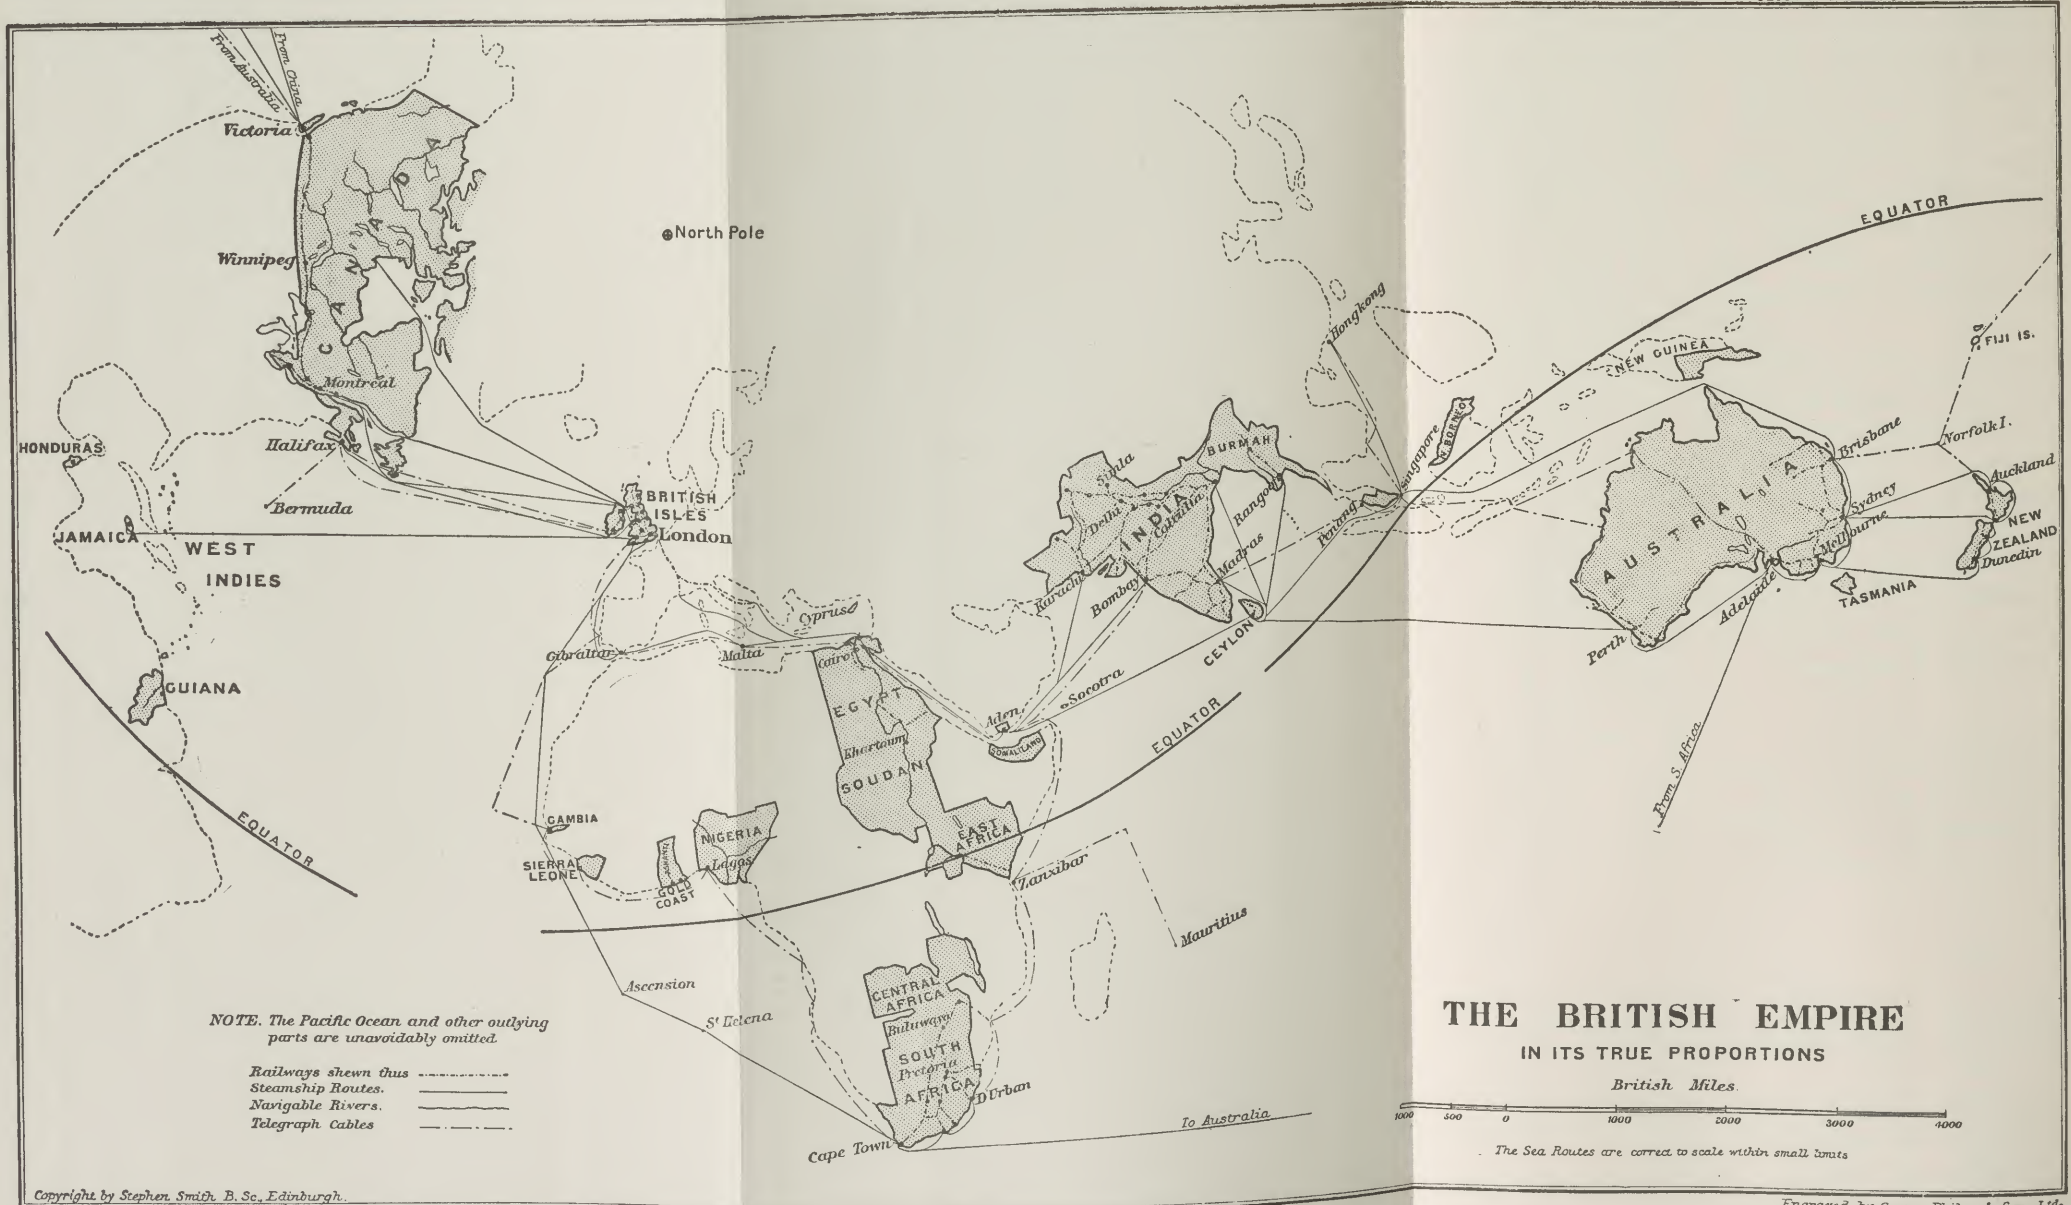 From Australia
From China
Victoria
CANADA
Winnipeg
Montreal
Halifax
Bermuda
HONDURAS
JAMAICA
WEST
INDIES
GUIANA
EQUATOR
North Pole
BRITISH
ISLES
London
Gibraltar
Malta
Cyprus
Cairo
EGYPT
Khartoum
SOUDAN
Aden
SOMALILAND
Socotra
GAMBIA
SIERRA
LEONE
ASHANTI
GOLD
COAST
NIGERIA
Lagos
EAST
AFRICA
Zanxibar
Mauritius
EQUATOR
Ascension
St Helena
CENTRAL
AFRICA
Buluwayo
SOUTH
Pretoria
AFRICA
D'Urban
Cape Town
To Australia
Simla
Delhi
INDIA
Calcutta
Karachi
Bombay
Madras
CEYLON
BURMAH
Rangoon
Penang
Singapore
Hongkong
N. BORNEO
EQUATOR
NEW GUINEA
FIJI IS.
Norfolk I.
Brisbane
AUSTRALIA
Sydney
Melbourne
Adelaide
Perth
TASMANIA
Auckland
NEW
ZEALAND
Dunedin
From S. Africa
NOTE. The Pacific Ocean and other outlying
parts are unavoidably omitted
Railways shewn thus
Steamship Routes.
Navigable Rivers.
Telegraph Cables
THE BRITISH EMPIRE
IN ITS TRUE PROPORTIONS
British Miles.
1000 500 0 1000 2000 3000 4000
The Sea Routes are correct to scale within small limits
Copyright by Stephen Smith B. Sc., Edinburgh.